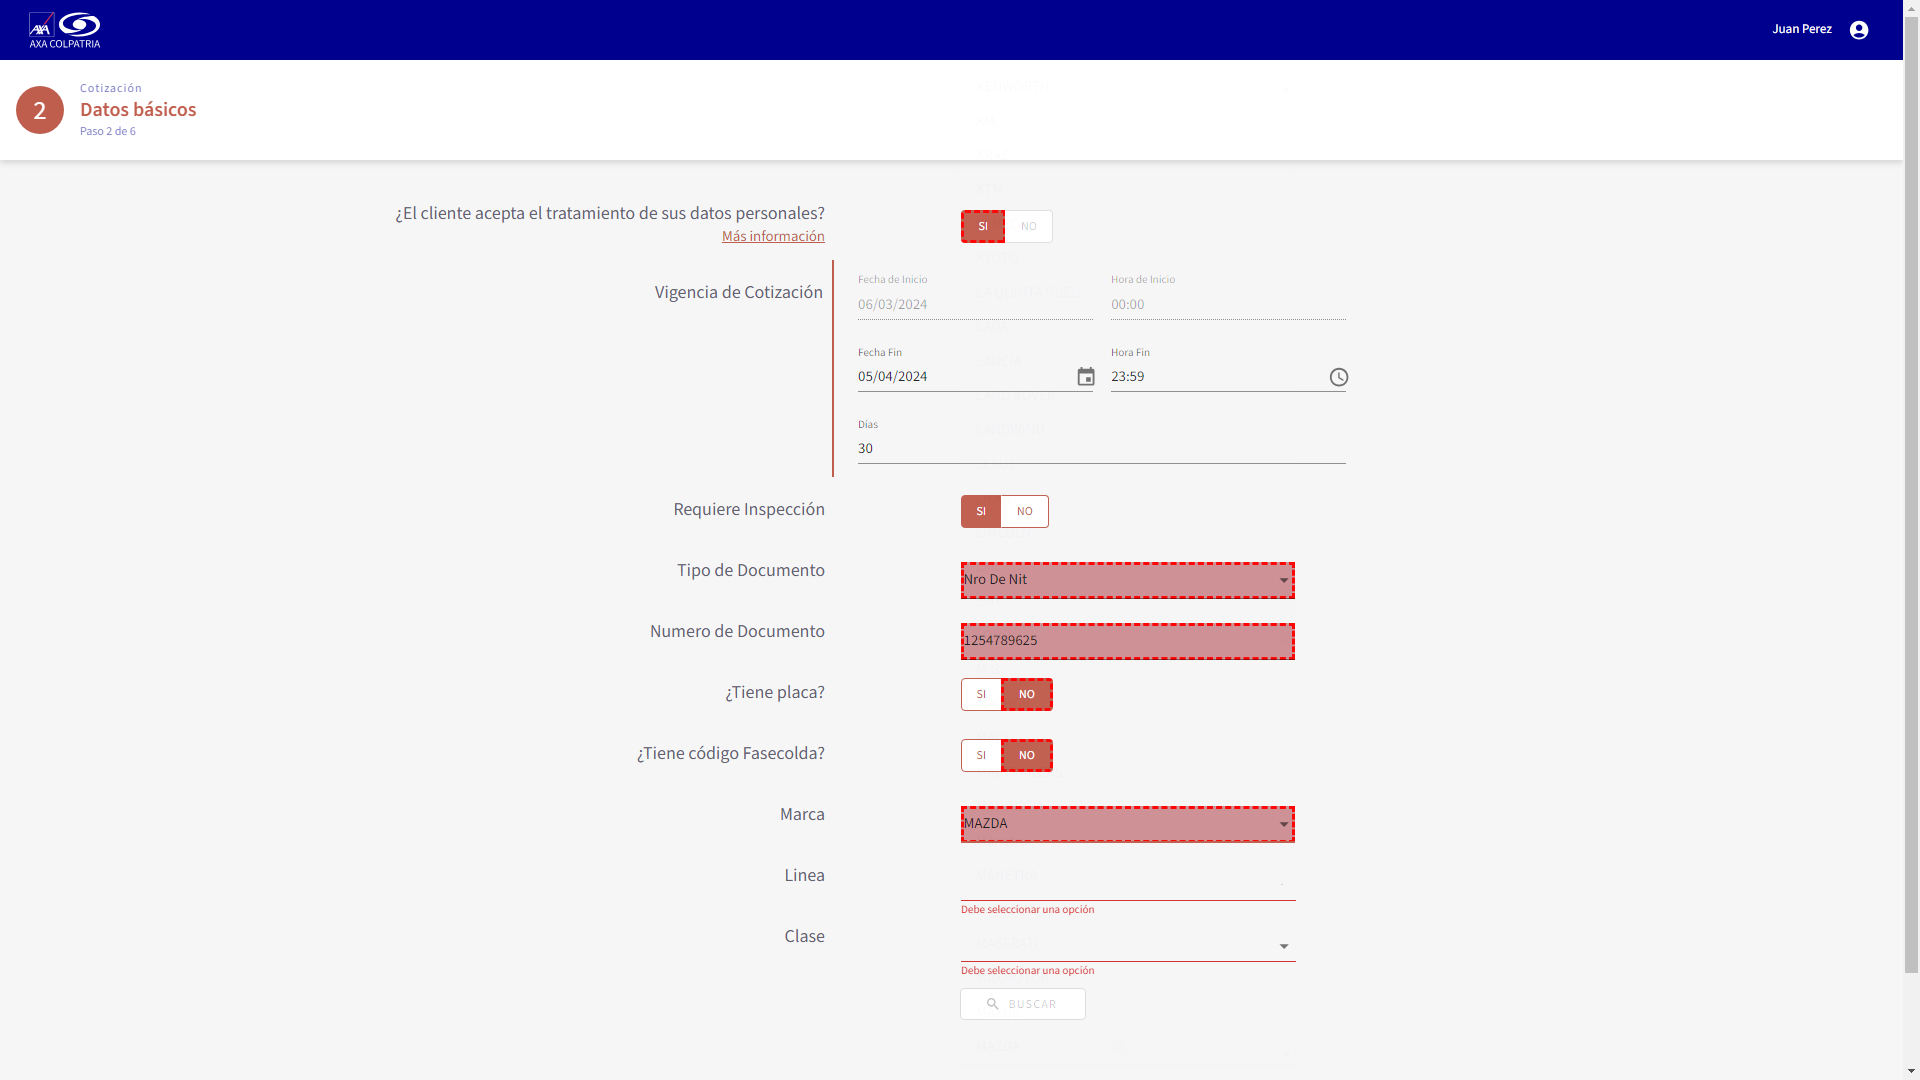 AXA
AXA COLPATRIA
Juan Perez
2
Cotización
Datos básicos
Paso 2 de 6
¿El cliente acepta el tratamiento de sus datos personales?
SI NO
Más información
Vigencia de Cotización
Fecha de Inicio Hora de Inicio
06/03/2024 00:00
Fecha Fin Hora Fin
05/04/2024 23:59
Días
30
Requiere Inspección SI NO
Tipo de Documento Nro De Nit
Numero de Documento 1254789625
¿Tiene placa? SI NO
¿Tiene código Fasecolda? SI NO
Marca MAZDA
Linea
Debe seleccionar una opción
Clase
Debe seleccionar una opción
BUSCAR